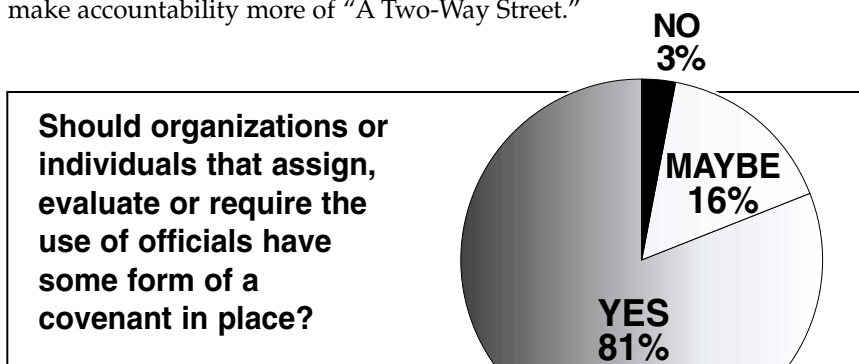 make accountability more of “A Two-Way Street.”
NO
3%
Should organizations or
individuals that assign,
evaluate or require the
use of officials have
some form of a
covenant in place?
MAYBE
16%
YES
81%